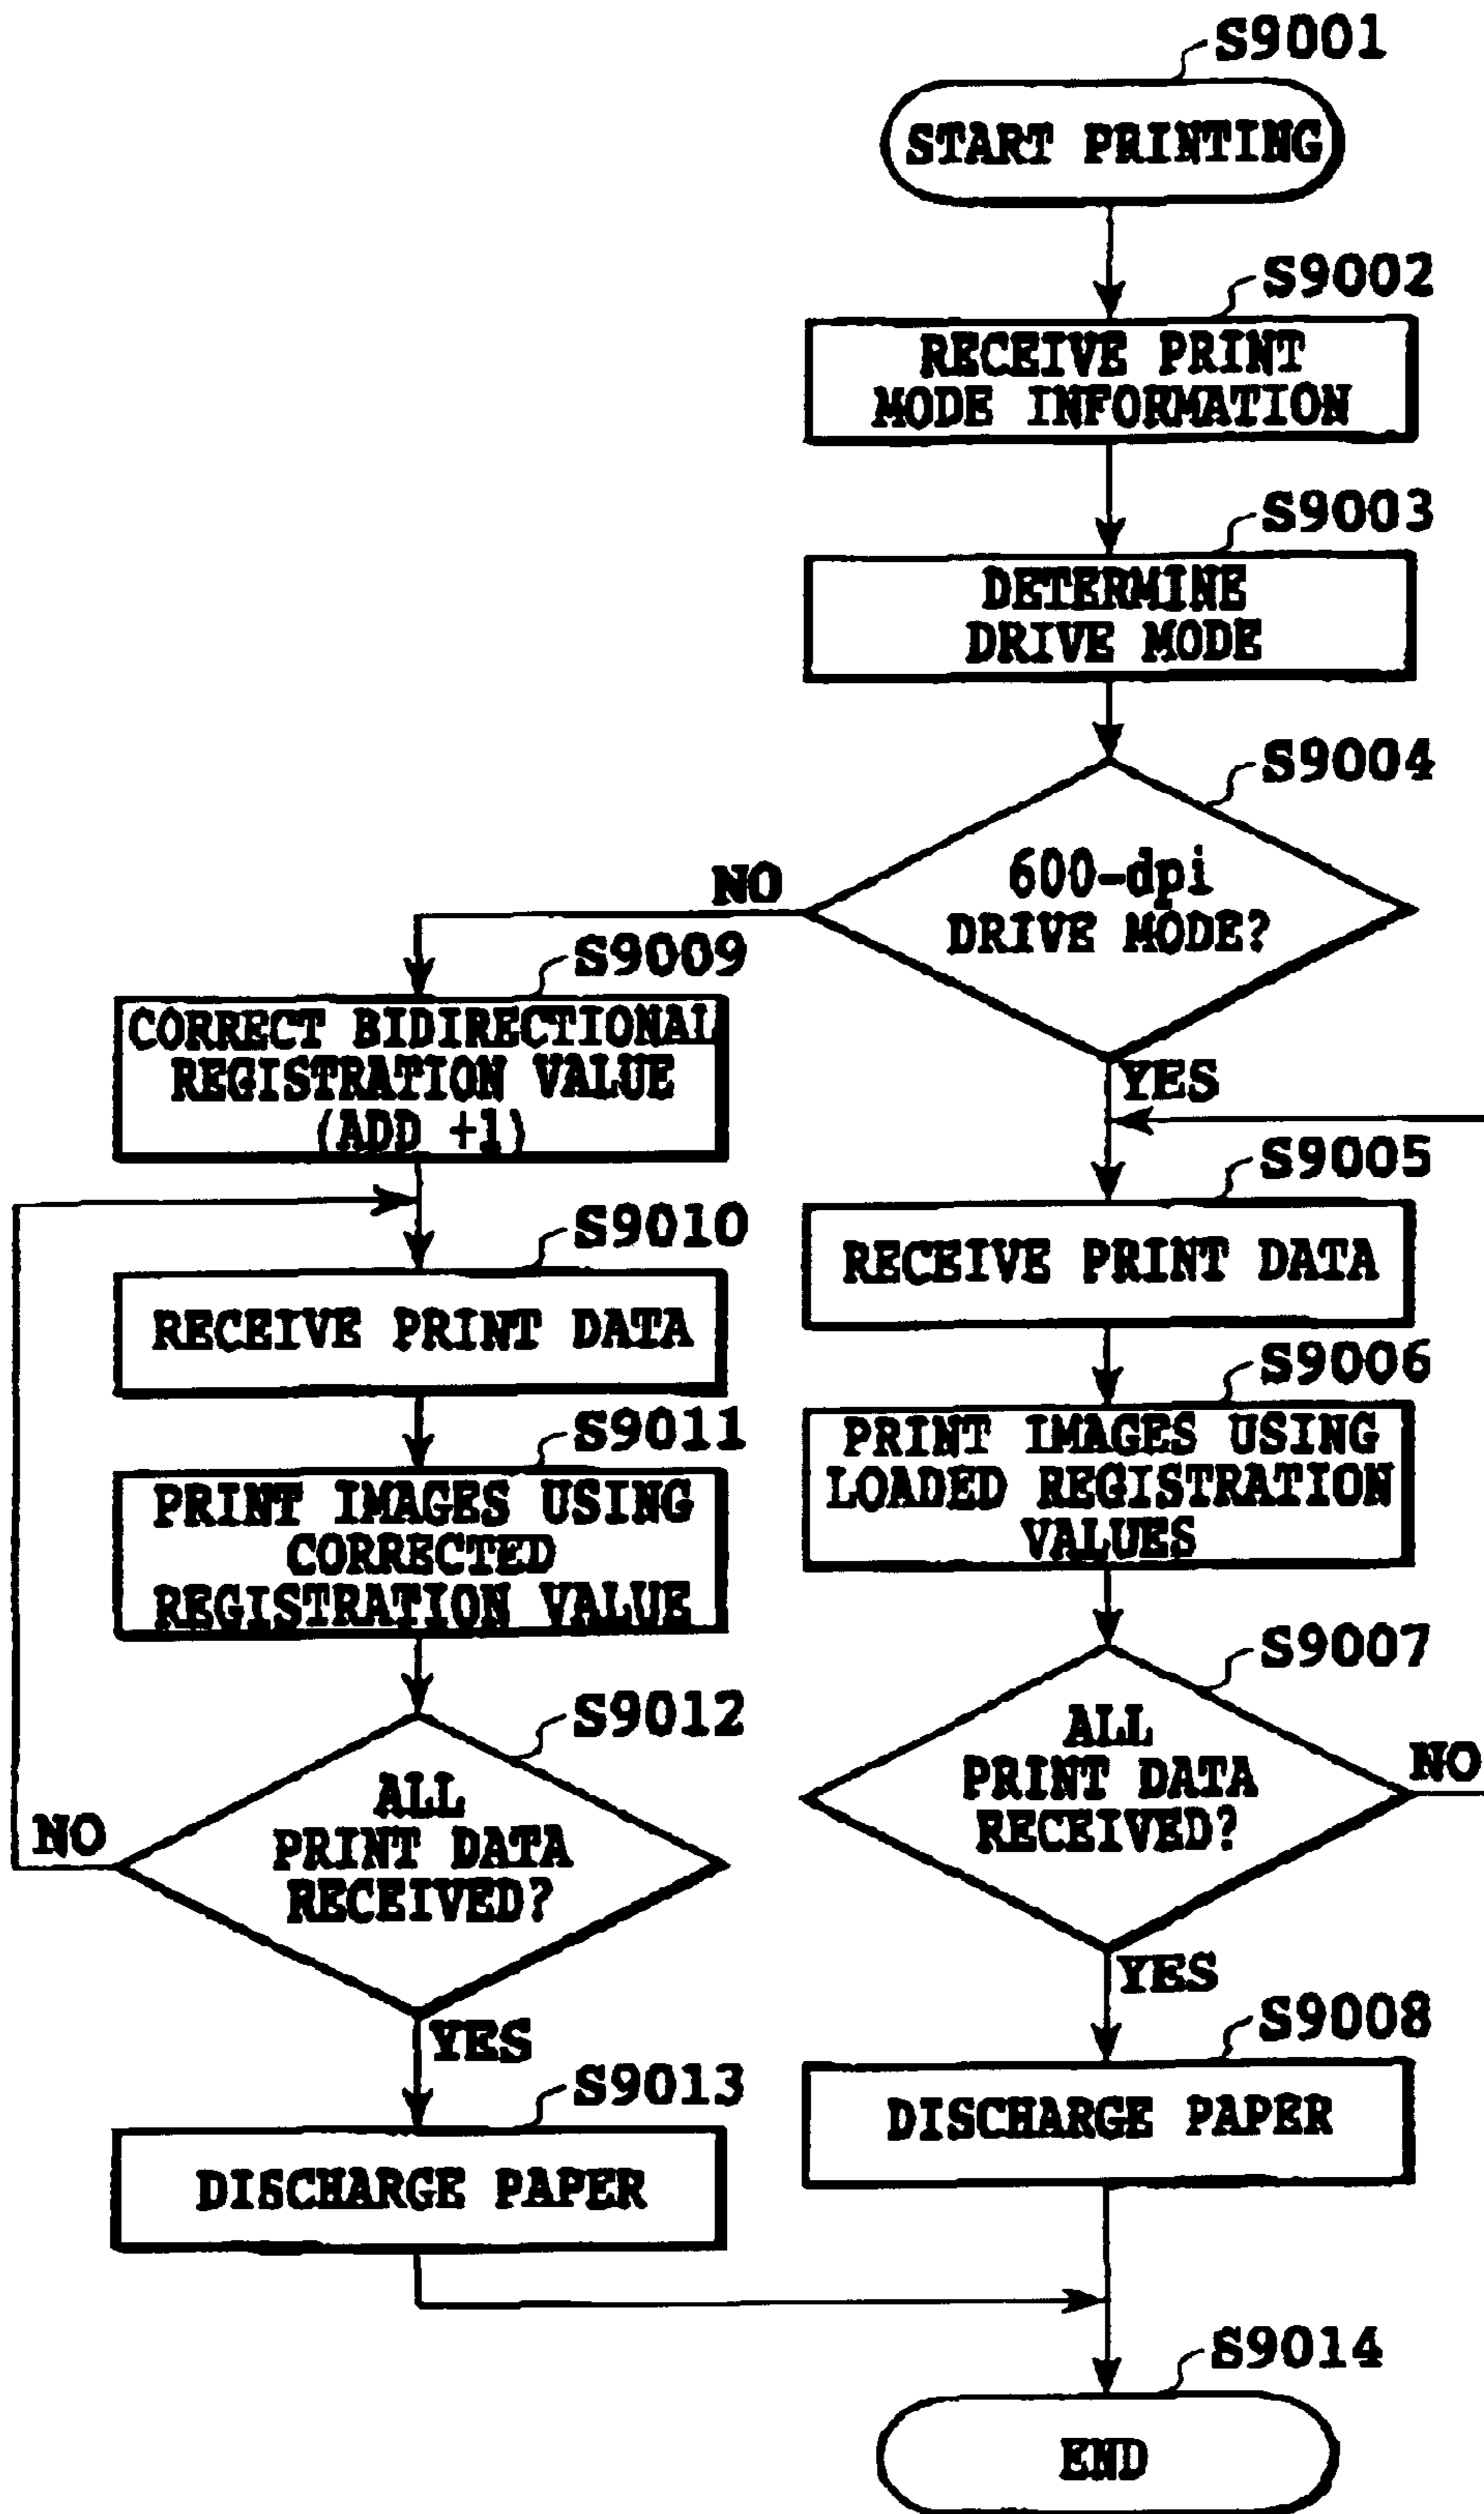 S9001
START PRINTING
S9002
RECEIVE PRINT
MODE INFORMATION
S9003
DETERMINE
DRIVE MODE
S9004
600-dpi
DRIVE MODE?
NO
YES
S9009
CORRECT BIDIRECTIONAL
REGISTRATION VALUE
(ADD +1)
S9010
RECEIVE PRINT DATA
S9011
PRINT IMAGES USING
CORRECTED
REGISTRATION VALUE
S9012
ALL
PRINT DATA
RECEIVED?
NO
YES
S9013
DISCHARGE PAPER
S9005
RECEIVE PRINT DATA
S9006
PRINT IMAGES USING
LOADED REGISTRATION
VALUES
S9007
ALL
PRINT DATA
RECEIVED?
NO
YES
S9008
DISCHARGE PAPER
S9014
END